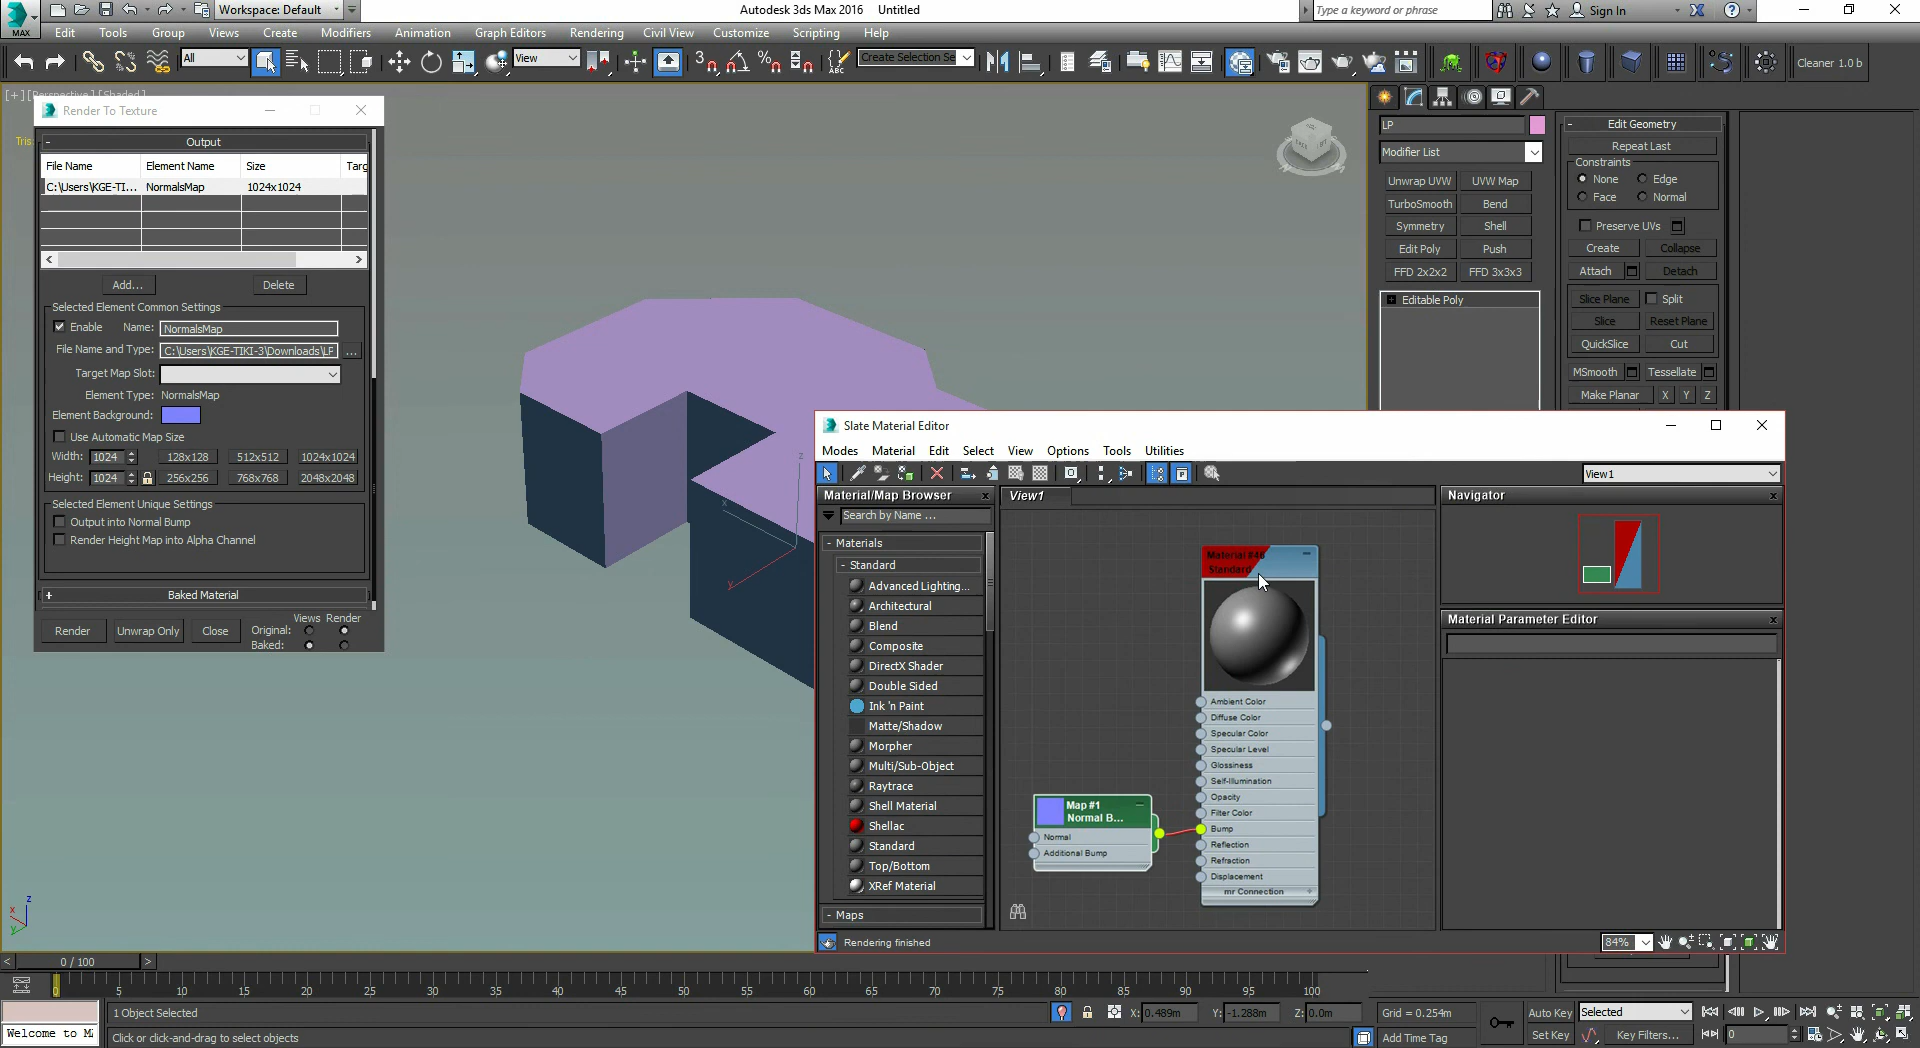 Workspace: Default
Autodesk 3ds Max 2016 Untitled
Type a keyword or phrase
Sign In
MAX
Edit Tools Group Views Create Modifiers Animation Graph Editors Rendering Civil View Customize Scripting Help
All
View
3
ABC
Create Selection Se
Cleaner 1.0 b
[+] [Perspective] [Shaded]
Tris
Render To Texture
- Output
File Name Element Name Size Targ
C:\Users\KGE-TI... NormalsMap 1024x1024
Add... Delete
Selected Element Common Settings
Enable Name: NormalsMap
File Name and Type: C:\Users\KGE-TIKI-3\Downloads\LP ...
Target Map Slot:
Element Type: NormalsMap
Element Background:
Use Automatic Map Size
Width: 1024 128x128 512x512 1024x1024
Height: 1024 256x256 768x768 2048x2048
Selected Element Unique Settings
Output into Normal Bump
Render Height Map into Alpha Channel
+ Baked Material
Views Render
Render Unwrap Only Close Original:
Baked:
LP
Modifier List
Unwrap UVW UVW Map
TurboSmooth Bend
Symmetry Shell
Edit Poly Push
FFD 2x2x2 FFD 3x3x3
Editable Poly
- Edit Geometry
Repeat Last
Constraints
None Edge
Face Normal
Preserve UVs
Create Collapse
Attach Detach
Slice Plane Split
Slice Reset Plane
QuickSlice Cut
MSmooth Tessellate
Make Planar X Y Z
Slate Material Editor
Modes Material Edit Select View Options Tools Utilities
View1
Material/Map Browser
Search by Name ...
- Materials
- Standard
Advanced Lighting...
Architectural
Blend
Composite
DirectX Shader
Double Sided
Ink 'n Paint
Matte/Shadow
Morpher
Multi/Sub-Object
Raytrace
Shell Material
Shellac
Standard
Top/Bottom
XRef Material
- Maps
View1
Material #46
Standard
Ambient Color
Diffuse Color
Specular Color
Specular Level
Glossiness
Self-Illumination
Opacity
Filter Color
Bump
Reflection
Refraction
Displacement
mr Connection +
Map #1
Normal B...
Normal
Additional Bump
Navigator
Material Parameter Editor
Rendering finished
84%
z
x
y
z
x
y
< 0 / 100 >
0 5 10 15 20 25 30 35 40 45 50 55 60 65 70 75 80 85 90 95 100
1 Object Selected
X: 0.489m Y: -1.288m Z: 0.0m Grid = 0.254m
Auto Key Selected
Welcome to M
Click or click-and-drag to select objects
Add Time Tag
Set Key Key Filters... 0